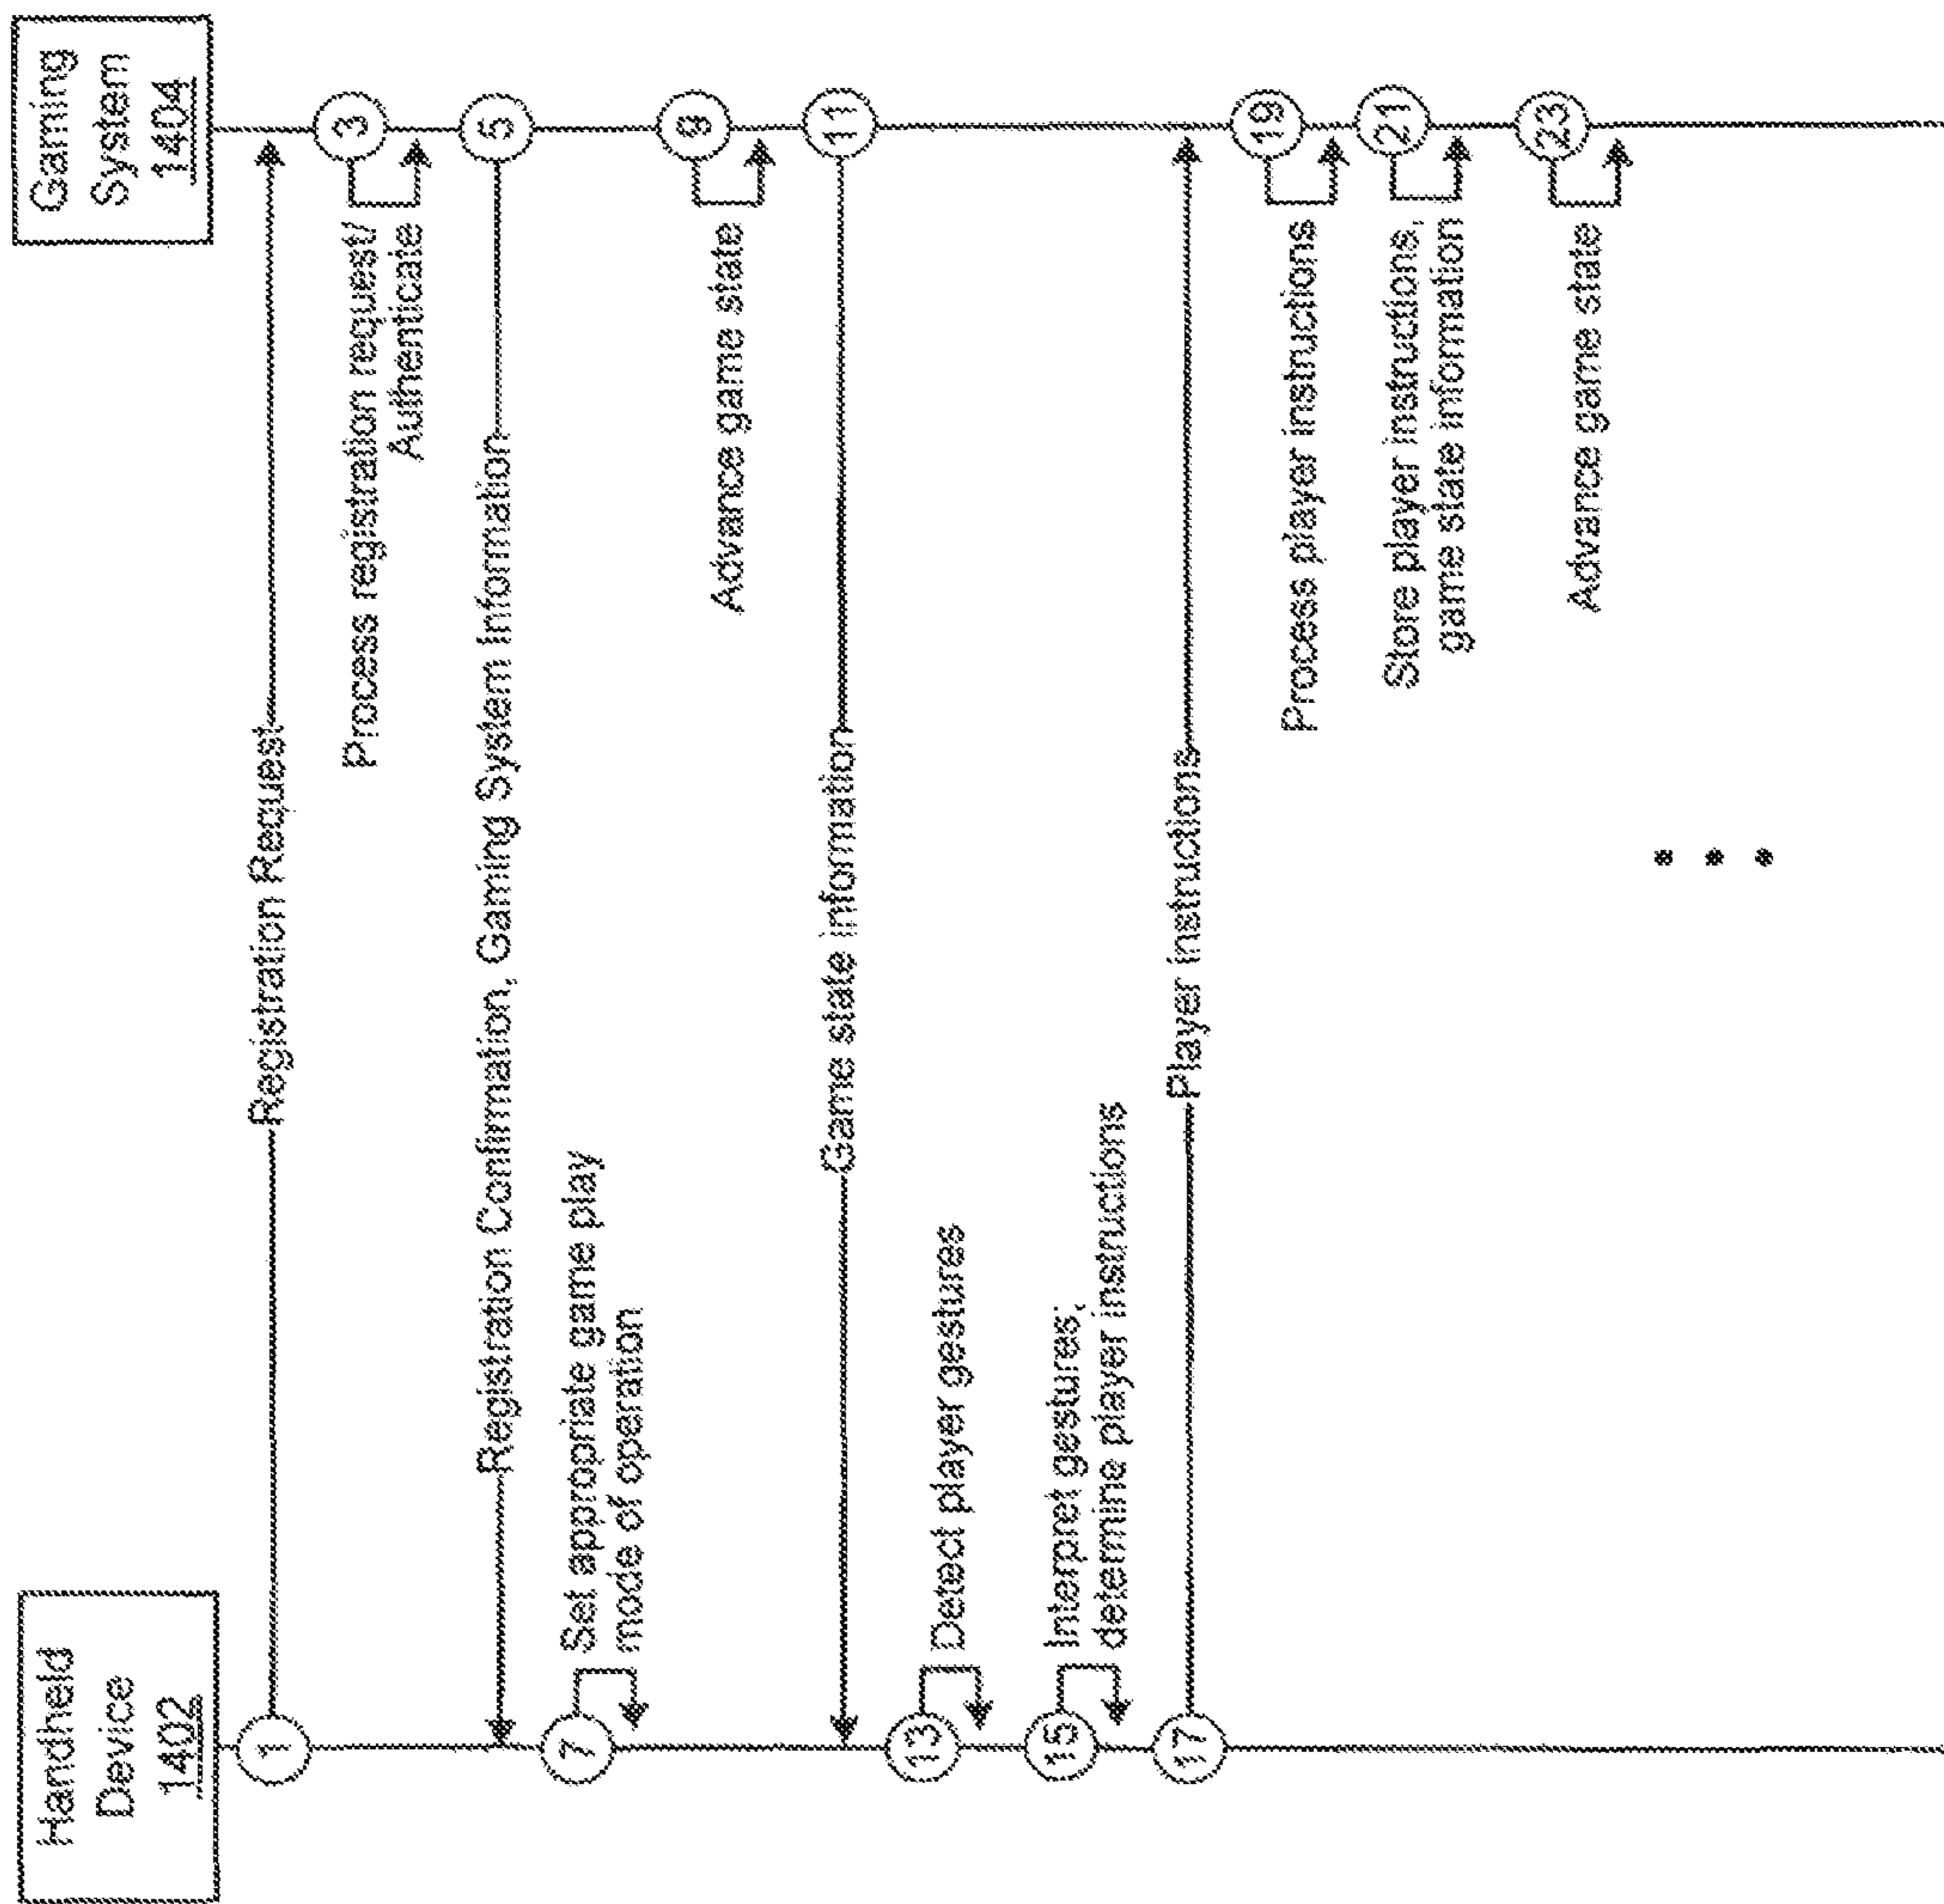 Handheld
Device
1402
Gaming
System
1404
1
Registration Request
3
Process registration request/
Authenticate
5
Registration Confirmation, Gaming System Information
7
Set appropriate game play
mode of operation
9
Advance game state
11
Game state information
13
Detect player gestures
15
Interpret gestures;
determine player instructions
17
Player instructions
19
Process player instructions
21
Store player instructions,
game state information
23
Advance game state